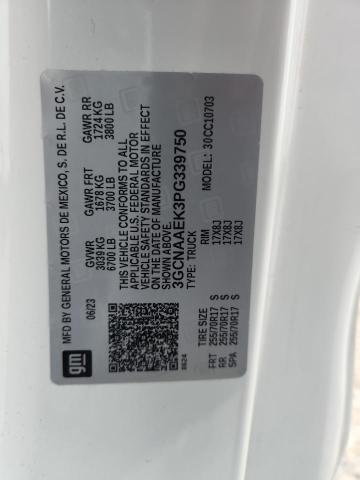 MFD BY GENERAL MOTORS DE MEXICO, S. DE R.L. DE C.V.
06/23 GVWR GAWR FRT GAWR RR
3039 KG 1678 KG 1724 KG
6700 LB 3700 LB 3800 LB
THIS VEHICLE CONFORMS TO ALL
APPLICABLE U.S. FEDERAL MOTOR
VEHICLE SAFETY STANDARDS IN EFFECT
ON THE DATE OF MANUFACTURE
SHOWN ABOVE.
3GCNAAEK3PG339750
TYPE: TRUCK MODEL: 30CC10703
TIRE SIZE RIM
FRT 255/70R17 S 17X8J
RR 255/70R17 S 17X8J
SPA 255/70R17 S 17X8J
gm